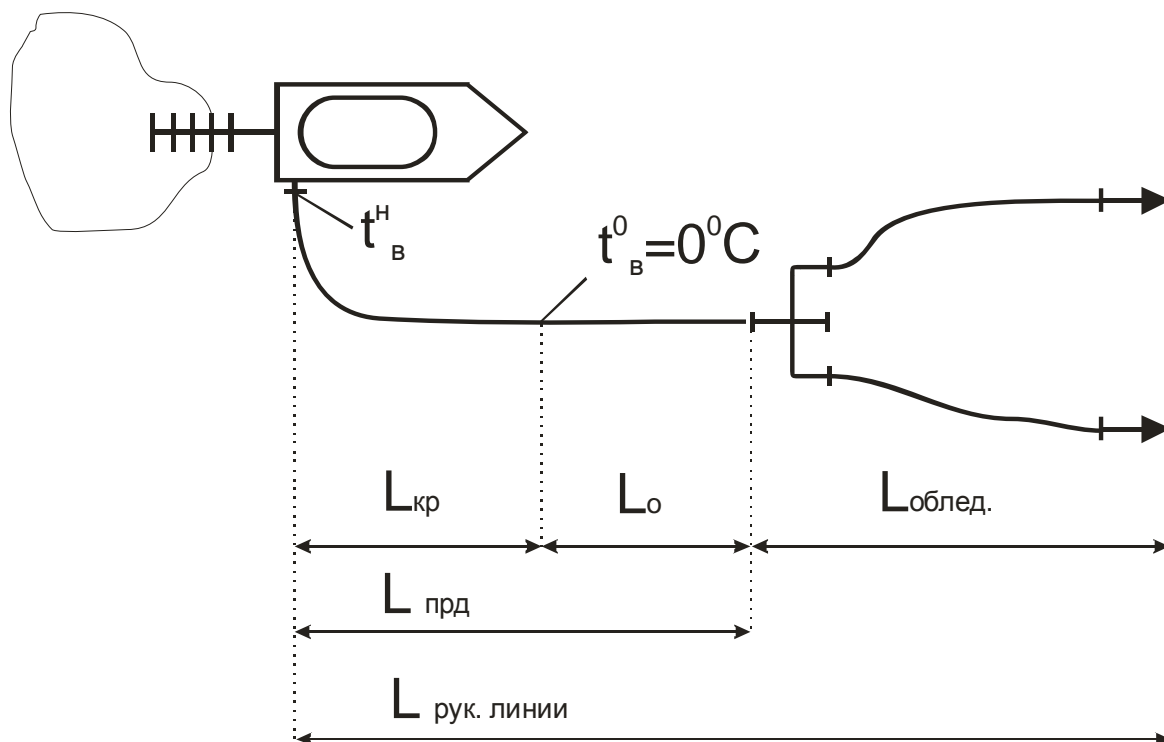 tнв
t0в=00C
Lкр
Lо
Lоблед.
L прд
L рук. линии